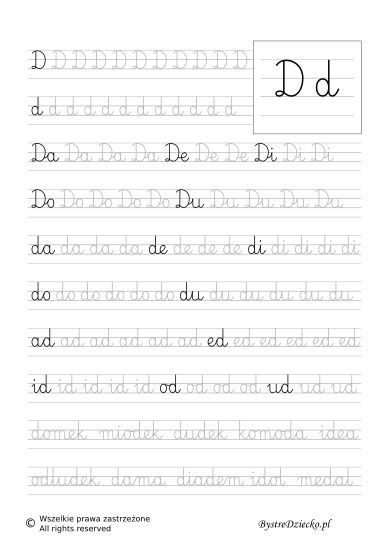 D D D D D D D D D D D
D d
d d d d d d d d d d d d
Da Da Da Da De De De Di Di Di
Do Do Do Do Do Du Du Du Du Du
da da da da de de de de di di di di di
do do do do do do du du du du du du
ad ad ad ad ad ad ed ed ed ed ed ed
id id id id id od od od od ud ud ud
domek miodek dudek komoda idea
odludek dama diadem idol medal
© Wszelkie prawa zastrzeżone
All rights reserved
BystreDziecko.pl